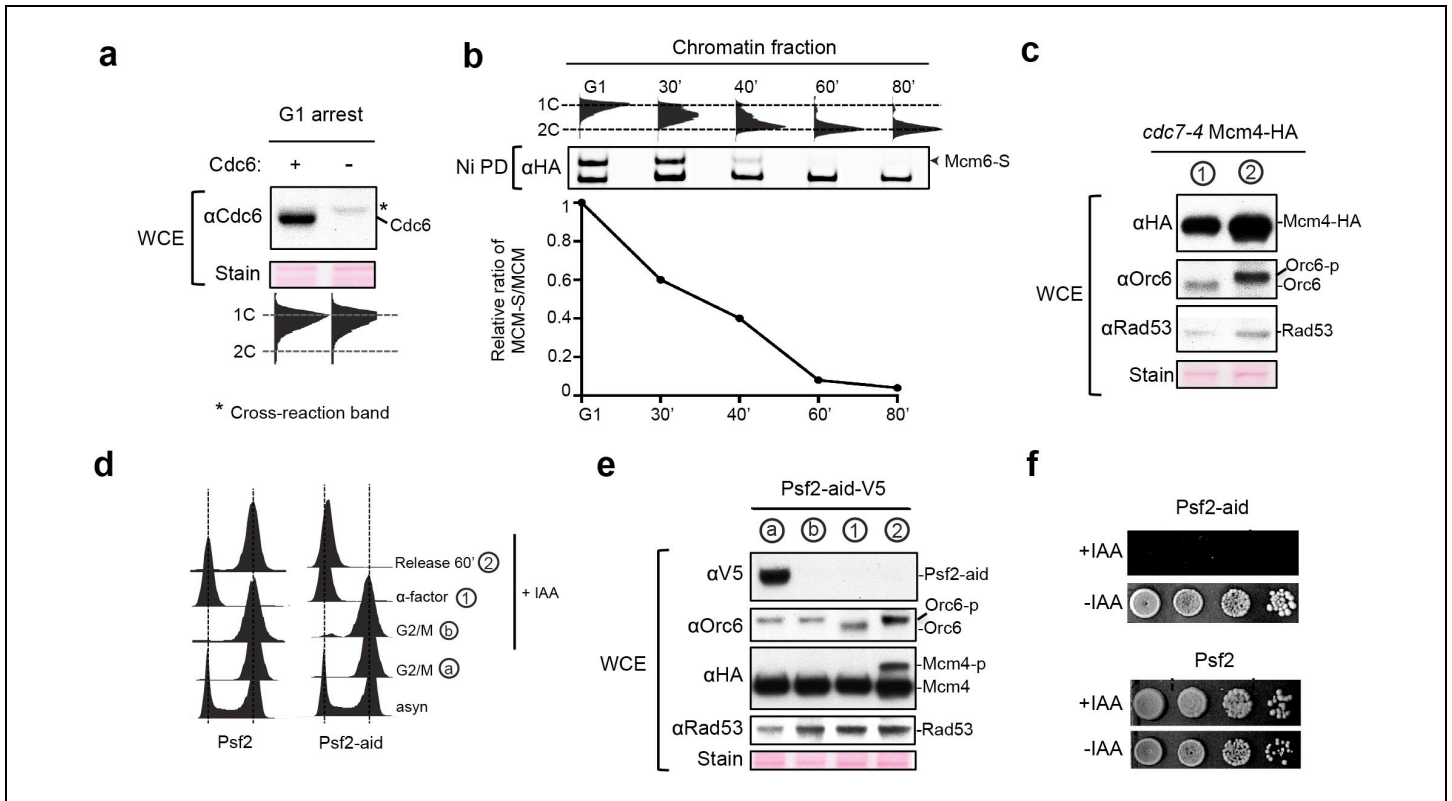 a
G1 arrest
Cdc6: + -
WCE
αCdc6
*
Cdc6
Stain
1C
2C
* Cross-reaction band
b
Chromatin fraction
G1 30’ 40’ 60’ 80’
1C
2C
Ni PD αHA Mcm6-S
Relative ratio of
MCM-S/MCM
1
0.8
0.6
0.4
0.2
0
G1 30’ 40’ 60’ 80’
c
cdc7-4 Mcm4-HA
1 2
WCE
αHA -Mcm4-HA
αOrc6 Orc6-p
-Orc6
αRad53 -Rad53
Stain
d
Release 60’ 2
α-factor 1
G2/M b
G2/M a
asyn
+ IAA
Psf2 Psf2-aid
e
Psf2-aid-V5
a b 1 2
WCE
αV5 -Psf2-aid
αOrc6 Orc6-p
-Orc6
αHA -Mcm4-p
-Mcm4
αRad53 -Rad53
Stain
f
Psf2-aid
+IAA
-IAA
Psf2
+IAA
-IAA